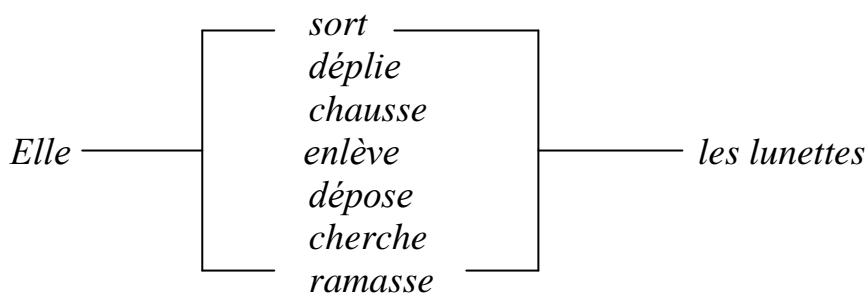 sort
déplie
chausse
Elle enlève les lunettes
dépose
cherche
ramasse